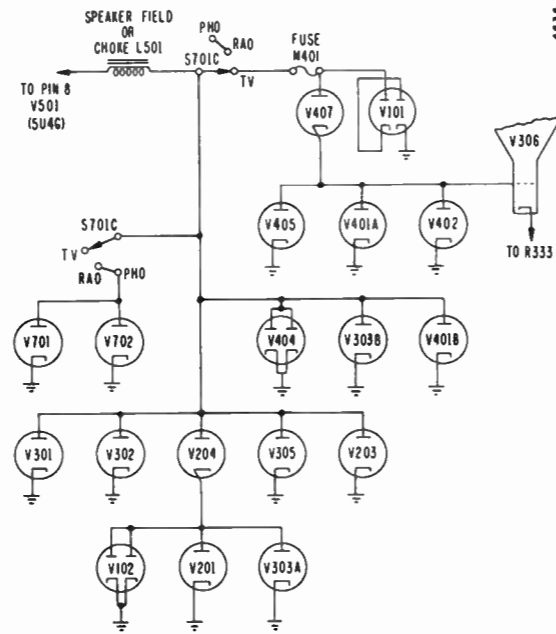 SPEAKER FIELD
OR
CHOKE L501
PHO
RAO
S701C
TV
FUSE
M401
TO PIN 8
V501
(5U4G)
V407
V101
V306
V405
V401A
V402
TO R333
S701C
TV
RAO
PHO
V701
V702
V404
V303B
V401B
V301
V302
V204
V305
V203
V102
V201
V303A